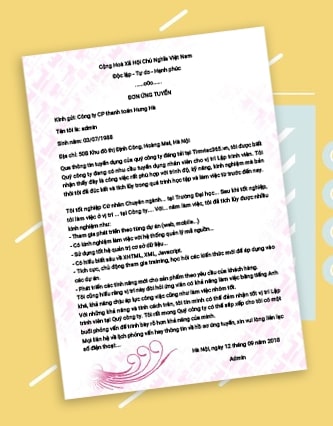 Cộng Hoà Xã Hội Chủ Nghĩa Việt Nam
Độc lập - Tự do - Hạnh phúc
ĐƠN ỨNG TUYỂN
Kính gửi: Công ty CP thanh toán Hưng Hà
Tên tôi là: admin
Sinh năm: 03/07/1988
Địa chỉ: 50B Khu đô thị Định Công, Hoàng Mai, Hà Nội
Qua thông tin tuyển dụng của quý công ty đăng tải tại Timviec365.vn, tôi được biết
Quý công ty đang có nhu cầu tuyển dụng nhân viên cho vị trí Lập trình viên. Tôi
nhận thấy đây là công việc rất phù hợp với trình độ, kỹ năng, kinh nghiệm mà bản
thân tôi đã đúc kết và tích lũy trong quá trình học tập và làm việc từ trước đến nay.
Tôi tốt nghiệp Cử nhân Chuyên ngành... tại Trường Đại học... Sau khi tốt nghiệp,
tôi làm việc ở vị trí ... tại Công ty.... Với... năm làm việc, tôi đã tích lũy được nhiều
kinh nghiệm như:
- Tham gia phát triển theo từng dự án (web, mobile...)
- Có kinh nghiệm làm việc với hệ thống quản lý mã nguồn...
- Sử dụng tốt hệ quản trị cơ sở dữ liệu...
- Có hiểu biết sâu về XHTML, XML, Javascript.
- Tích cực, chủ động tham gia training, học hỏi các kiến thức mới để áp dụng vào
các dự án.
- Phát triển các tính năng mới cho sản phẩm theo yêu cầu của khách hàng.
Tôi cũng hiểu rằng vị trí này đòi hỏi ứng viên có khả năng làm việc bằng tiếng Anh
khá, khả năng chịu áp lực công việc cũng như làm việc nhóm tốt.
Với những khả năng và tính cách trên, tôi tin mình có thể đảm nhận tốt vị trí Lập
trình viên tại Quý công ty. Tôi rất mong Quý công ty có thể sắp xếp cho tôi có một
buổi phỏng vấn để trình bày rõ hơn khả năng của mình.
Mọi liên hệ về lịch phỏng vấn hay thông tin về hồ sơ ứng tuyển, xin vui lòng liên lạc
số điện thoại....
Hà Nội, ngày 12 tháng 09 năm 2018
Admin